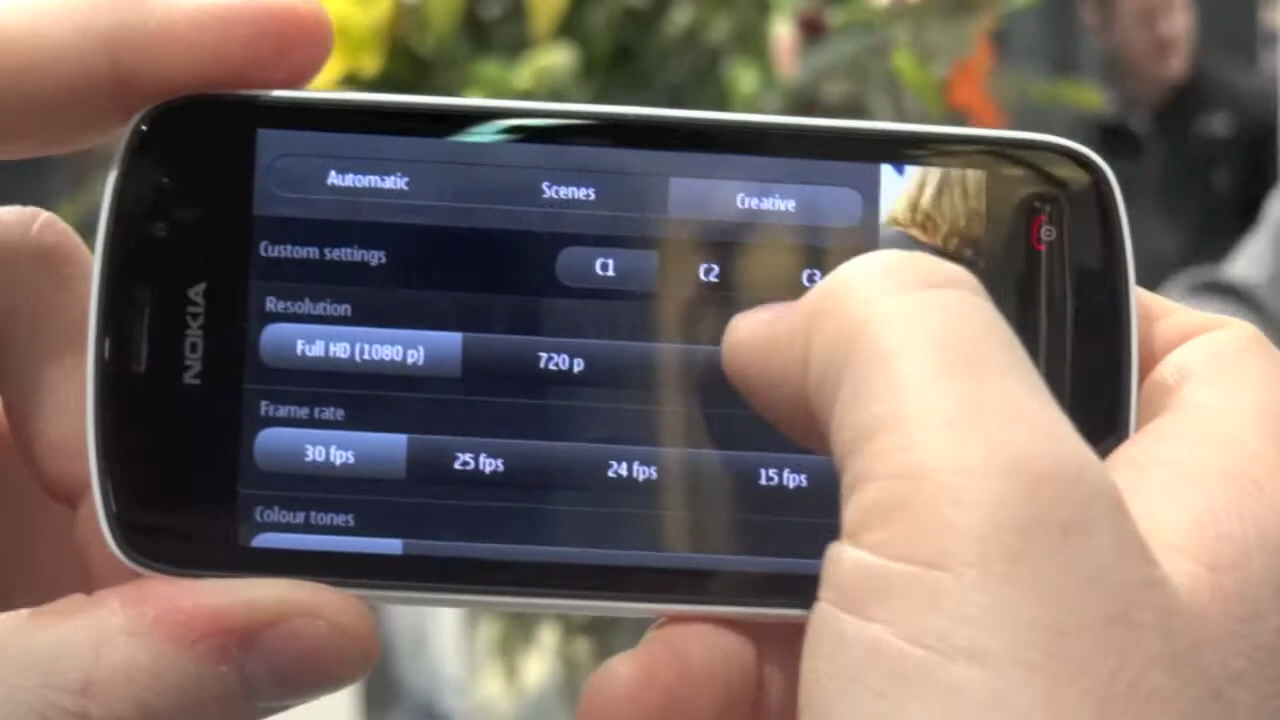 NOKIA
Automatic Scenes Creative
Custom settings C1 C2 C3
Resolution
Full HD (1080 p) 720 p
Frame rate
30 fps 25 fps 24 fps 15 fps
Colour tones